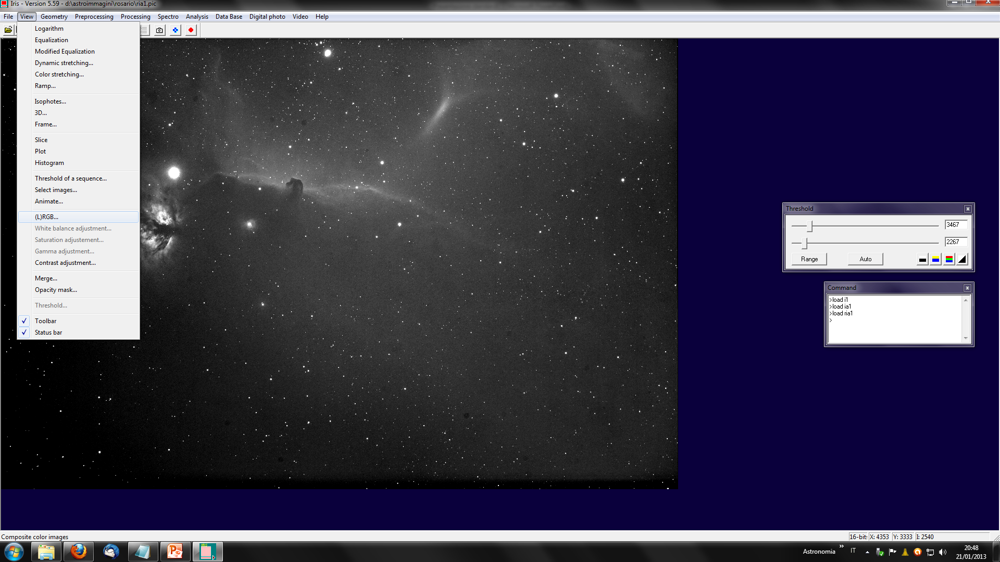 Iris - Version 5.59 - d:\astroimmagini\rosario\ria1.pic
File View Geometry Preprocessing Processing Spectro Analysis Data Base Digital photo Video Help
Logarithm
Equalization
Modified Equalization
Dynamic stretching...
Color stretching...
Ramp...
Isophotes...
3D...
Frame...
Slice
Plot
Histogram
Threshold of a sequence...
Select images...
Animate...
(L)RGB...
White balance adjustment...
Saturation adjustement...
Gamma adjustment...
Contrast adjustment...
Merge...
Opacity mask...
Threshold...
Toolbar
Status bar
Threshold
3467
2267
Range Auto
Command
>load i1
>load ia1
>load ria1
>
Composite color images
16-bit: X: 4353 Y: 3333 I: 2540
IRIS
Astronomia » IT
20:48
21/01/2013